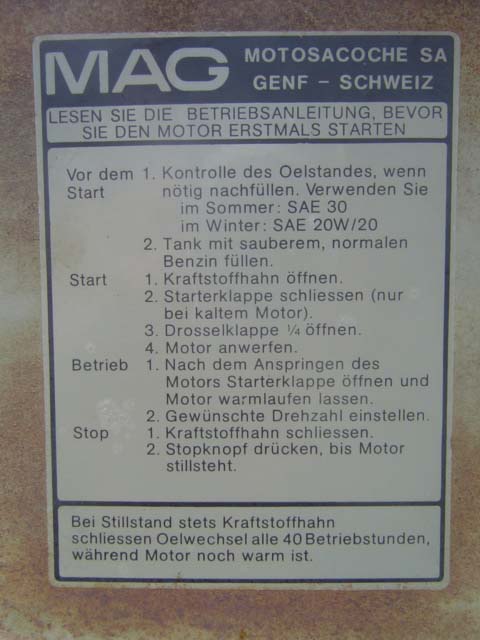 MAG MOTOSACOCHE SA
GENF – SCHWEIZ
LESEN SIE DIE BETRIEBSANLEITUNG, BEVOR
SIE DEN MOTOR ERSTMALS STARTEN
Vor dem 1. Kontrolle des Oelstandes, wenn
Start nötig nachfüllen. Verwenden Sie
im Sommer: SAE 30
im Winter: SAE 20W/20
2. Tank mit sauberem, normalen
Benzin füllen.
Start 1. Kraftstoffhahn öffnen.
2. Starterklappe schliessen (nur
bei kaltem Motor).
3. Drosselklappe ¼ öffnen.
4. Motor anwerfen.
Betrieb 1. Nach dem Anspringen des
Motors Starterklappe öffnen und
Motor warmlaufen lassen.
2. Gewünschte Drehzahl einstellen.
Stop 1. Kraftstoffhahn schliessen.
2. Stopknopf drücken, bis Motor
stillsteht.
Bei Stillstand stets Kraftstoffhahn
schliessen Oelwechsel alle 40 Betriebstunden,
während Motor noch warm ist.